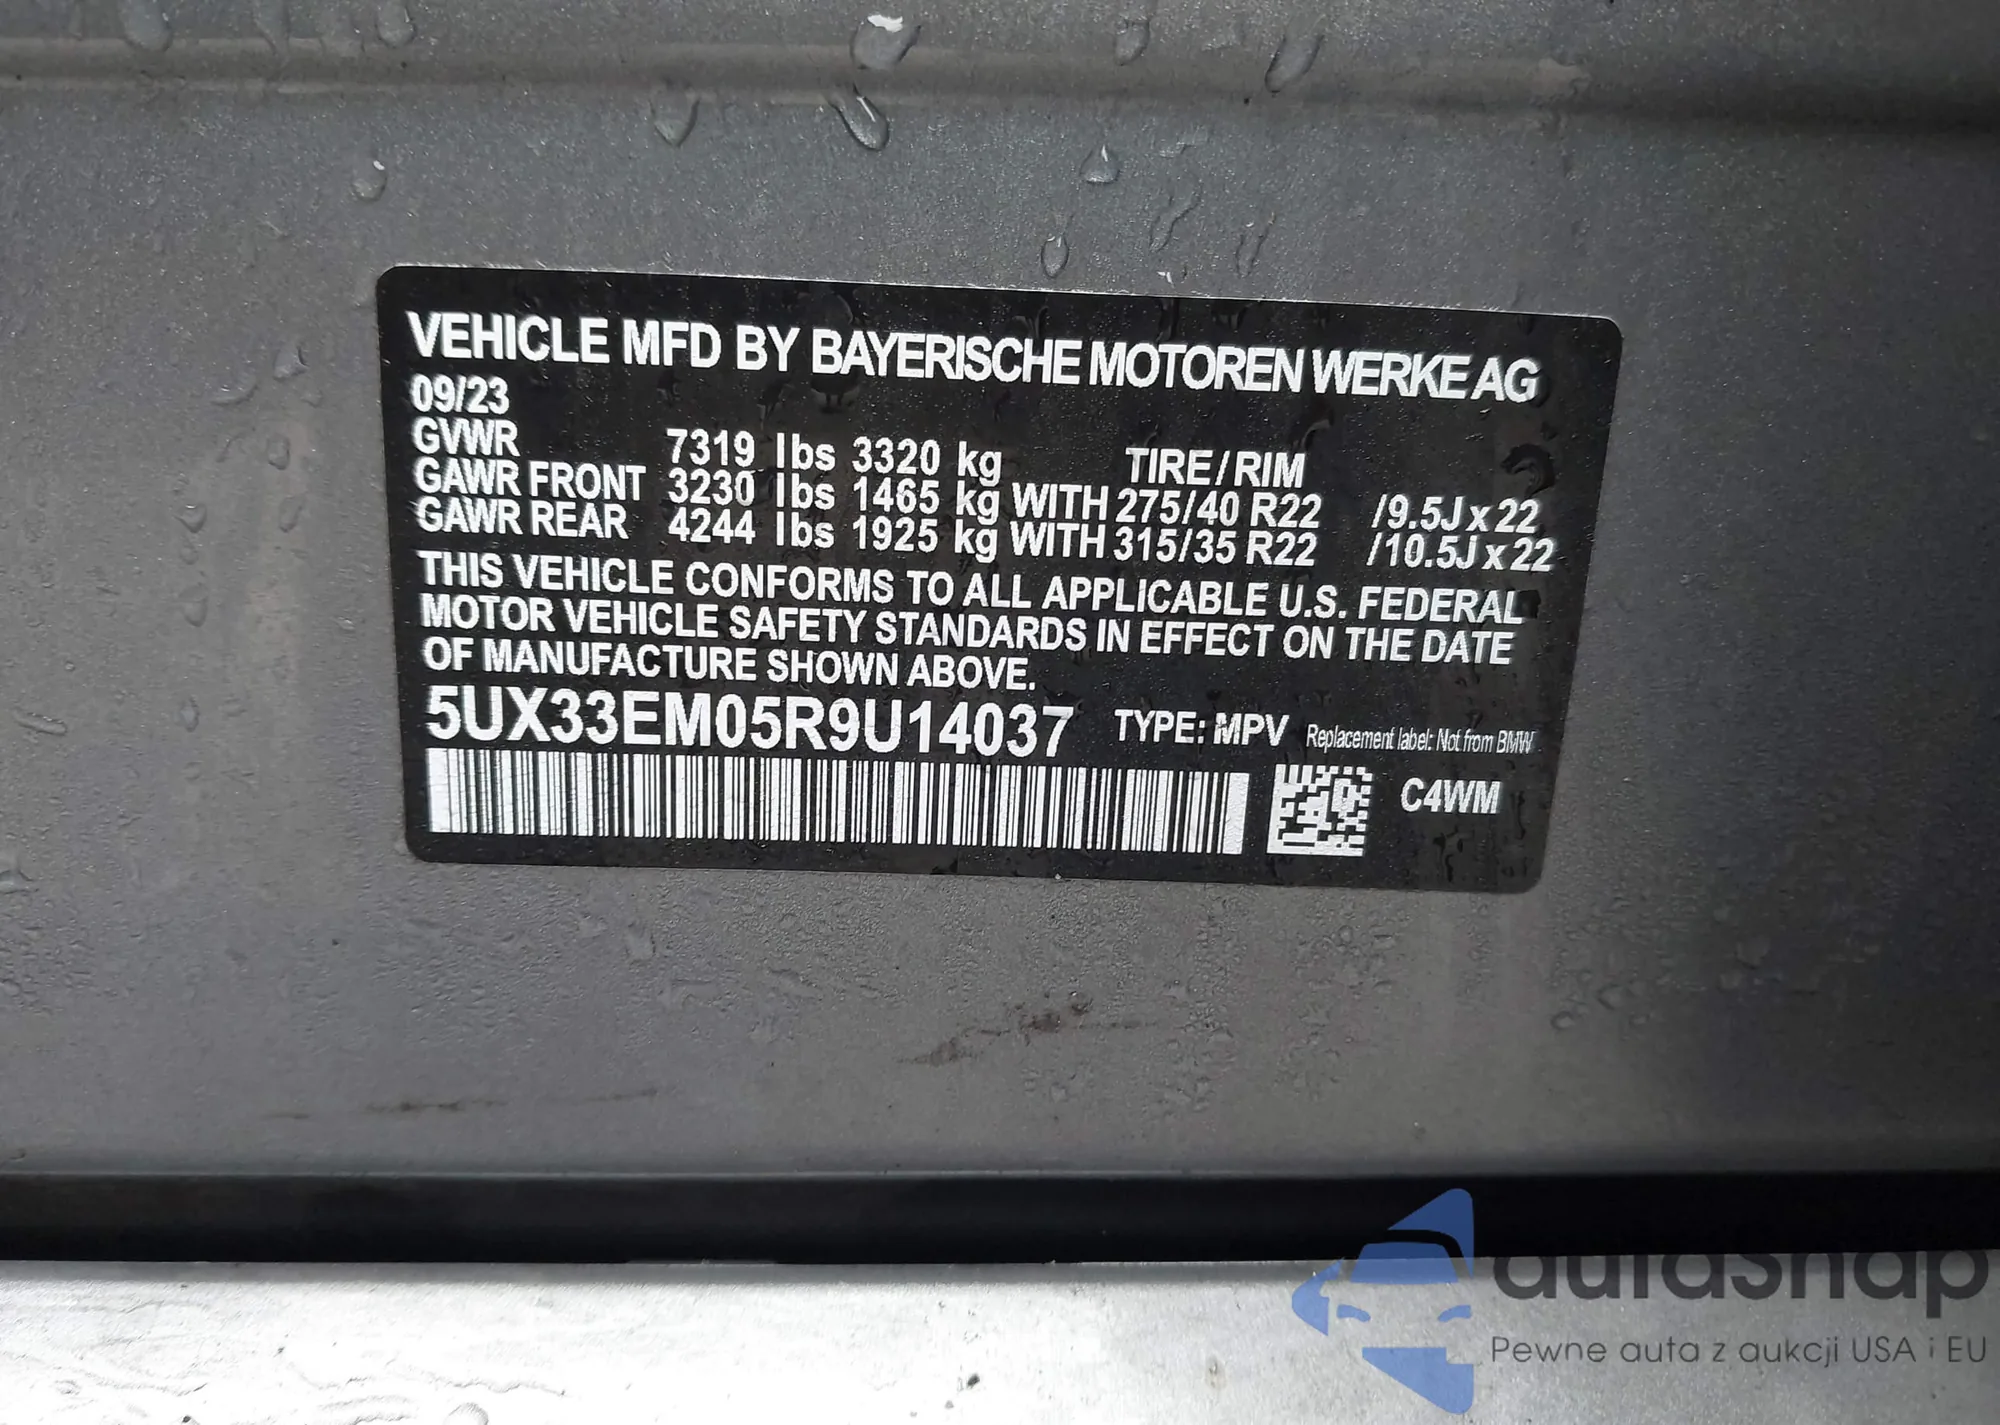 VEHICLE MFD BY BAYERISCHE MOTOREN WERKE AG
09/23
GVWR 7319 lbs 3320 kg TIRE/RIM
GAWR FRONT 3230 lbs 1465 kg WITH 275/40 R22 /9.5J x 22
GAWR REAR 4244 lbs 1925 kg WITH 315/35 R22 /10.5J x 22
THIS VEHICLE CONFORMS TO ALL APPLICABLE U.S. FEDERAL
MOTOR VEHICLE SAFETY STANDARDS IN EFFECT ON THE DATE
OF MANUFACTURE SHOWN ABOVE.
5UX33EM05R9U14037 TYPE: MPV Replacement label: Not from BMW
C4WM
autaSnap
Pewne auta z aukcji USA i EU